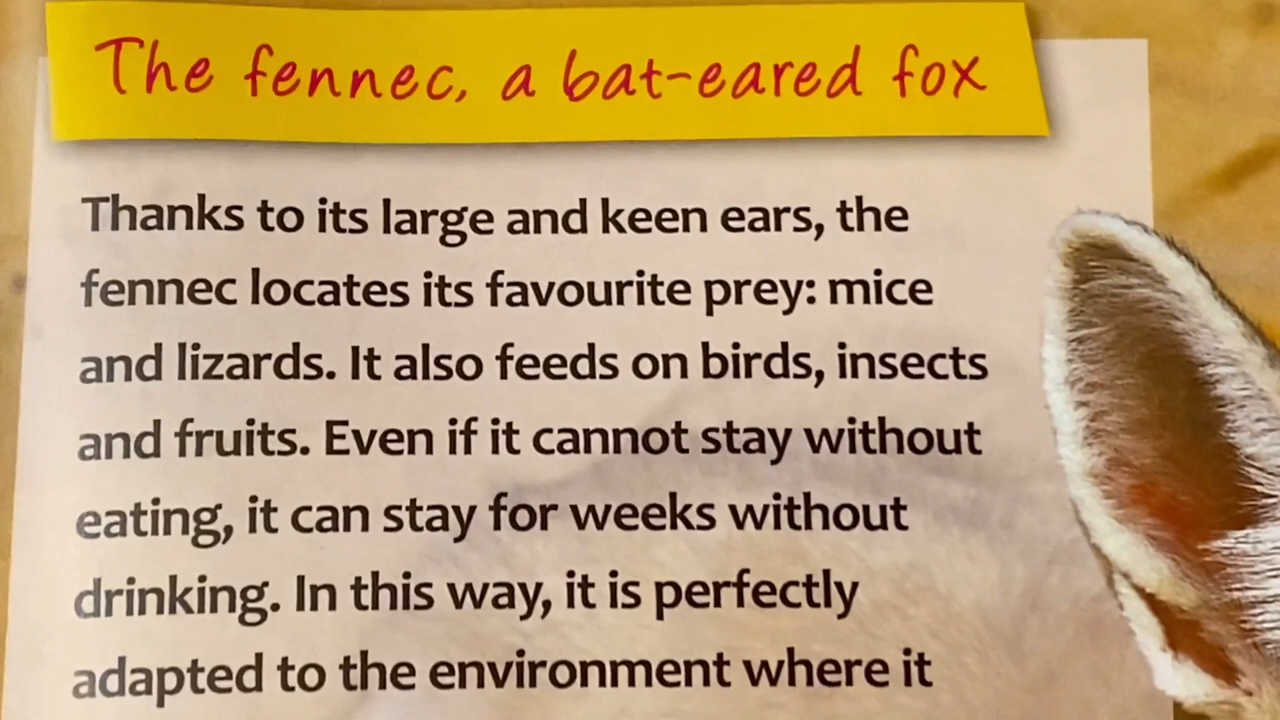 The fennec, a bat-eared fox
Thanks to its large and keen ears, the
fennec locates its favourite prey: mice
and lizards. It also feeds on birds, insects
and fruits. Even if it cannot stay without
eating, it can stay for weeks without
drinking. In this way, it is perfectly
adapted to the environment where it